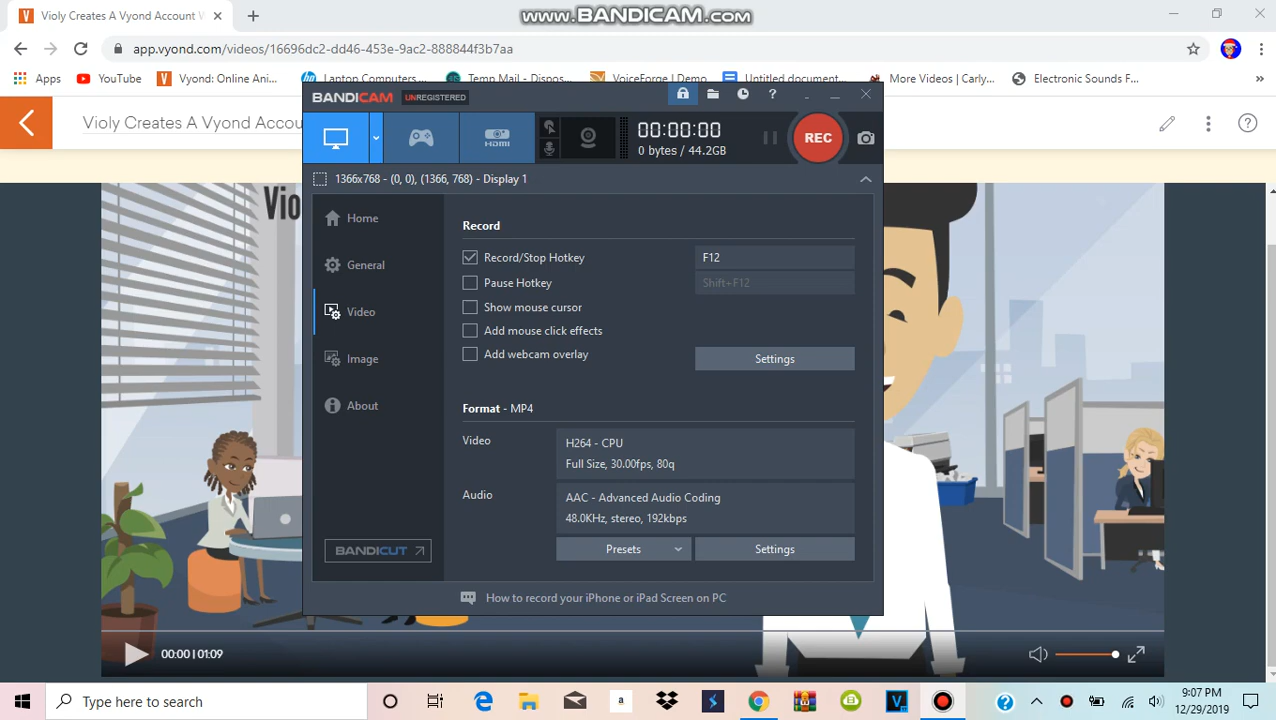 Violy Creates A Vyond Account W
www.BANDICAM.com
app.vyond.com/videos/16696dc2-dd46-453e-9ac2-888844f3b7aa
Apps
YouTube
Vyond: Online Ani...
Laptop Computers...
Temp Mail - Dispos...
VoiceForge | Demo
Untitled documen...
More Videos | Carly...
Electronic Sounds F...
»
Violy Creates A Vyond Accou
Vio
BANDICAM UNREGISTERED
HDMI
00:00:00
0 bytes / 44.2GB
REC
1366x768 - (0, 0), (1366, 768) - Display 1
Home
General
Video
Image
About
BANDICUT
Record
Record/Stop Hotkey F12
Pause Hotkey Shift+F12
Show mouse cursor
Add mouse click effects
Add webcam overlay
Settings
Format - MP4
Video
H264 - CPU
Full Size, 30.00fps, 80q
Audio
AAC - Advanced Audio Coding
48.0KHz, stereo, 192kbps
Presets
Settings
How to record your iPhone or iPad Screen on PC
00:00 | 01:09
Type here to search
9:07 PM
12/29/2019